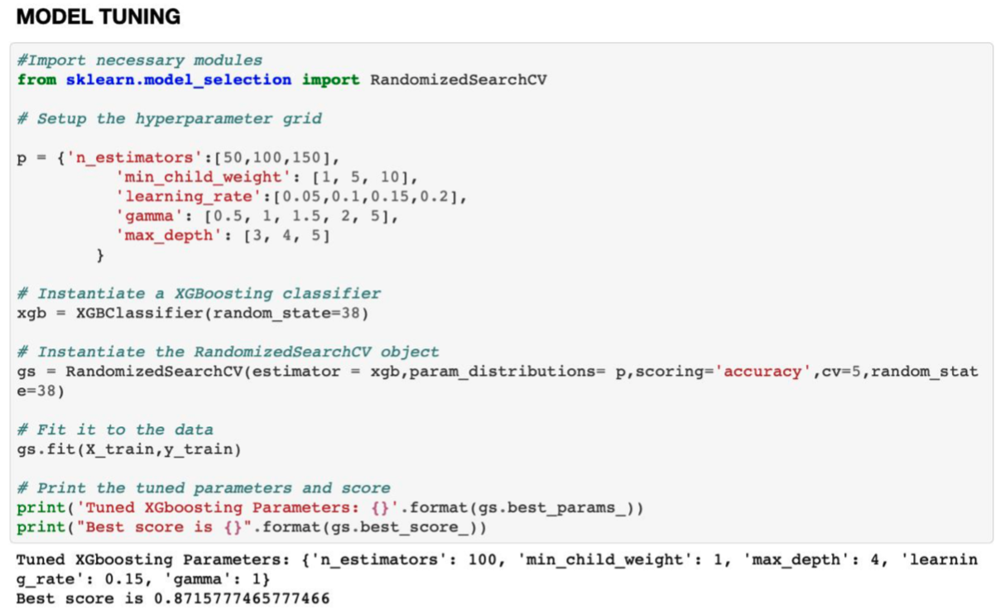 MODEL TUNING
#Import necessary modules
from sklearn.model_selection import RandomizedSearchCV
# Setup the hyperparameter grid
p = {'n_estimators':[50,100,150],
'min_child_weight': [1, 5, 10],
'learning_rate':[0.05,0.1,0.15,0.2],
'gamma': [0.5, 1, 1.5, 2, 5],
'max_depth': [3, 4, 5]
}
# Instantiate a XGBoosting classifier
xgb = XGBClassifier(random_state=38)
# Instantiate the RandomizedSearchCV object
gs = RandomizedSearchCV(estimator = xgb,param_distributions= p,scoring='accuracy',cv=5,random_stat
e=38)
# Fit it to the data
gs.fit(X_train,y_train)
# Print the tuned parameters and score
print('Tuned XGboosting Parameters: {}'.format(gs.best_params_))
print("Best score is {}".format(gs.best_score_))
Tuned XGboosting Parameters: {'n_estimators': 100, 'min_child_weight': 1, 'max_depth': 4, 'learnin
g_rate': 0.15, 'gamma': 1}
Best score is 0.8715777465777466